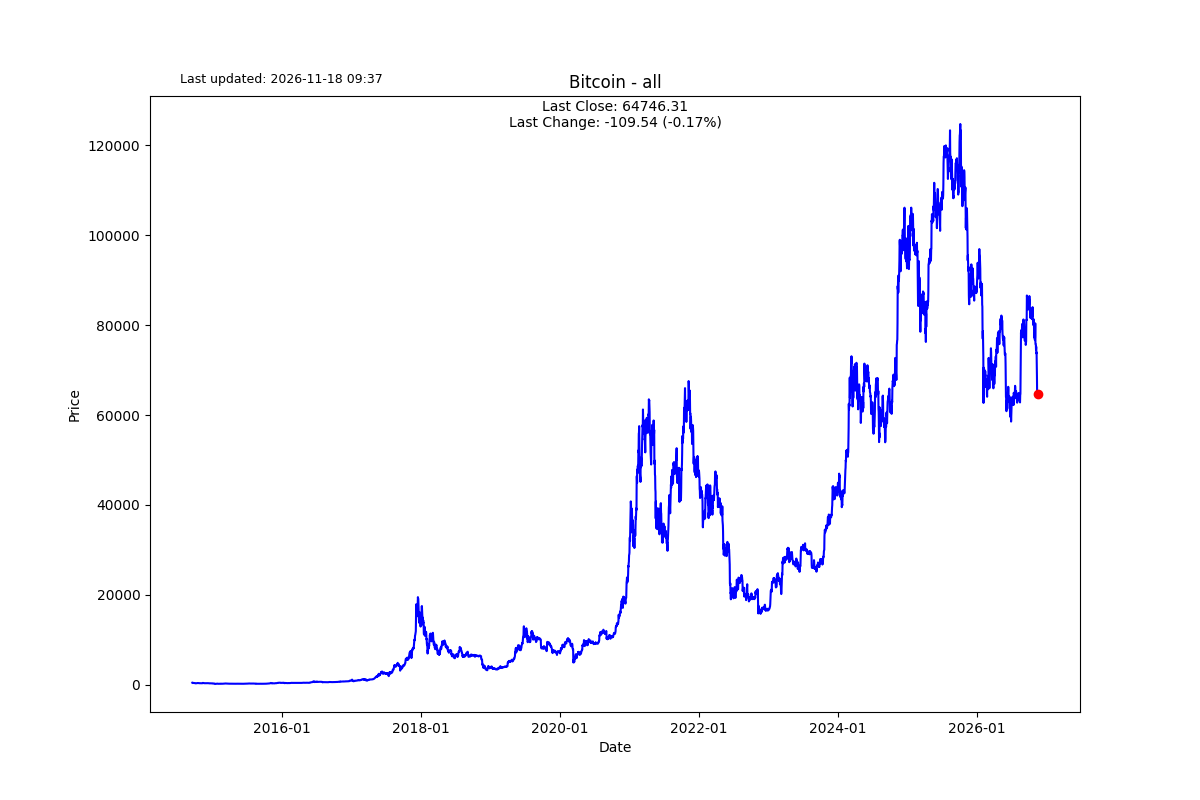 Last updated: 2026-11-18 09:37
Bitcoin - all
Last Close: 64746.31
Last Change: -109.54 (-0.17%)
120000
100000
80000
60000
40000
20000
0
Price
2016-01
2018-01
2020-01
2022-01
2024-01
2026-01
Date